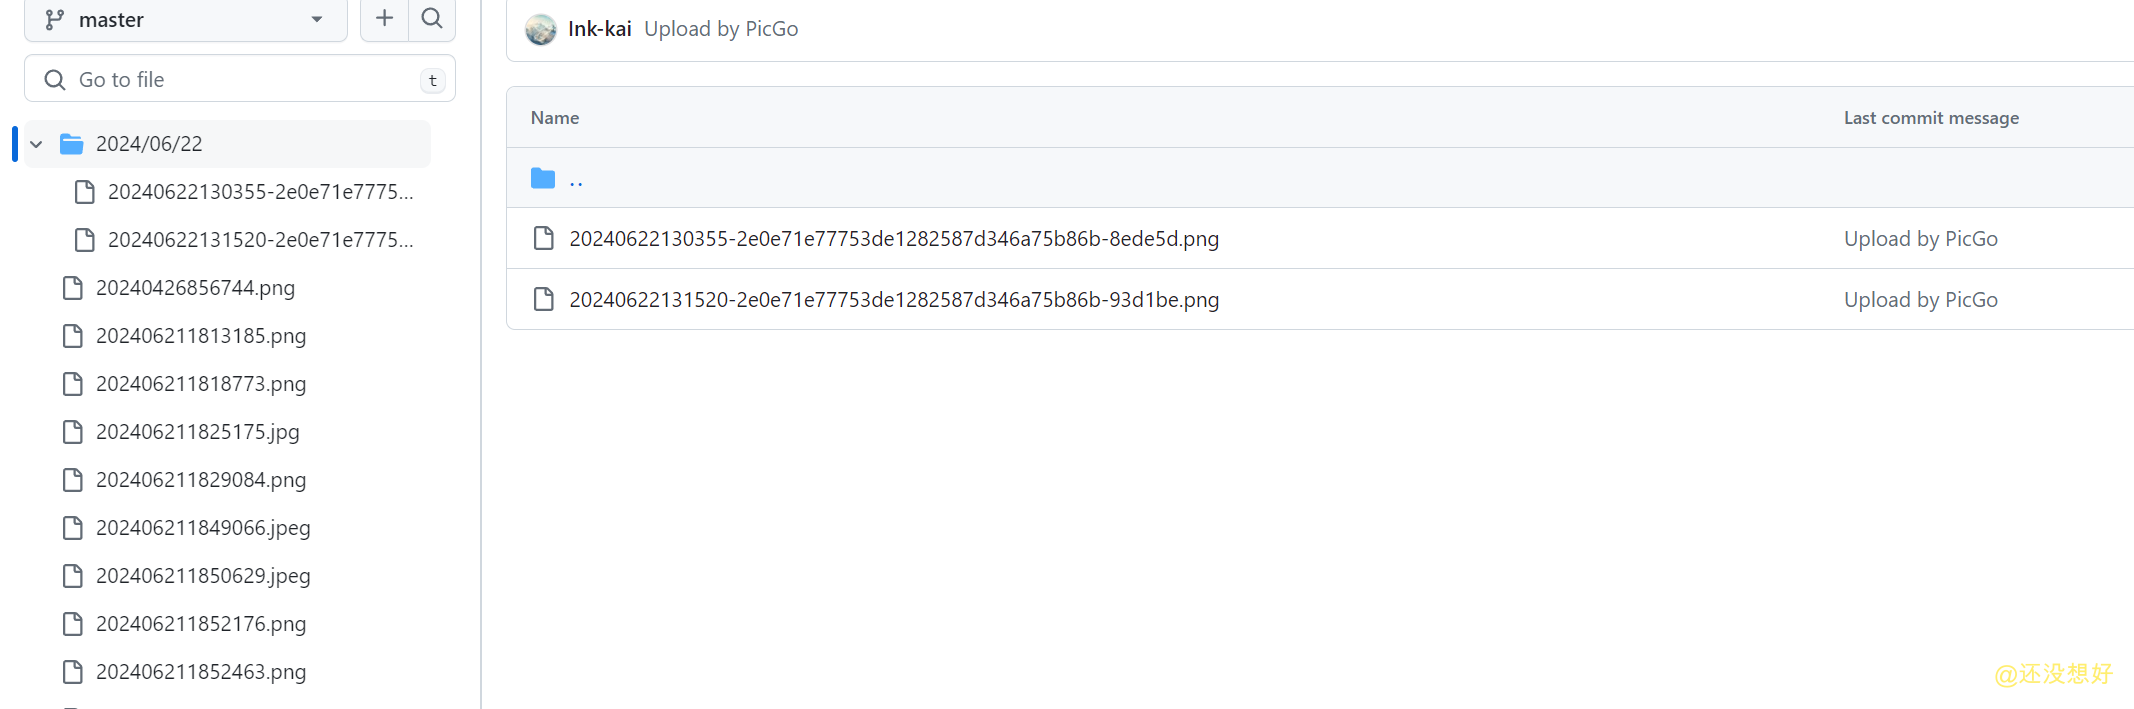 master
Go to file
t
2024/06/22
20240622130355-2e0e71e7775...
20240622131520-2e0e71e7775...
20240426856744.png
202406211813185.png
202406211818773.png
202406211825175.jpg
202406211829084.png
202406211849066.jpeg
202406211850629.jpeg
202406211852176.png
202406211852463.png
Ink-kai Upload by PicGo
Name Last commit message
..
20240622130355-2e0e71e77753de1282587d346a75b86b-8ede5d.png Upload by PicGo
20240622131520-2e0e71e77753de1282587d346a75b86b-93d1be.png Upload by PicGo
@还没想好